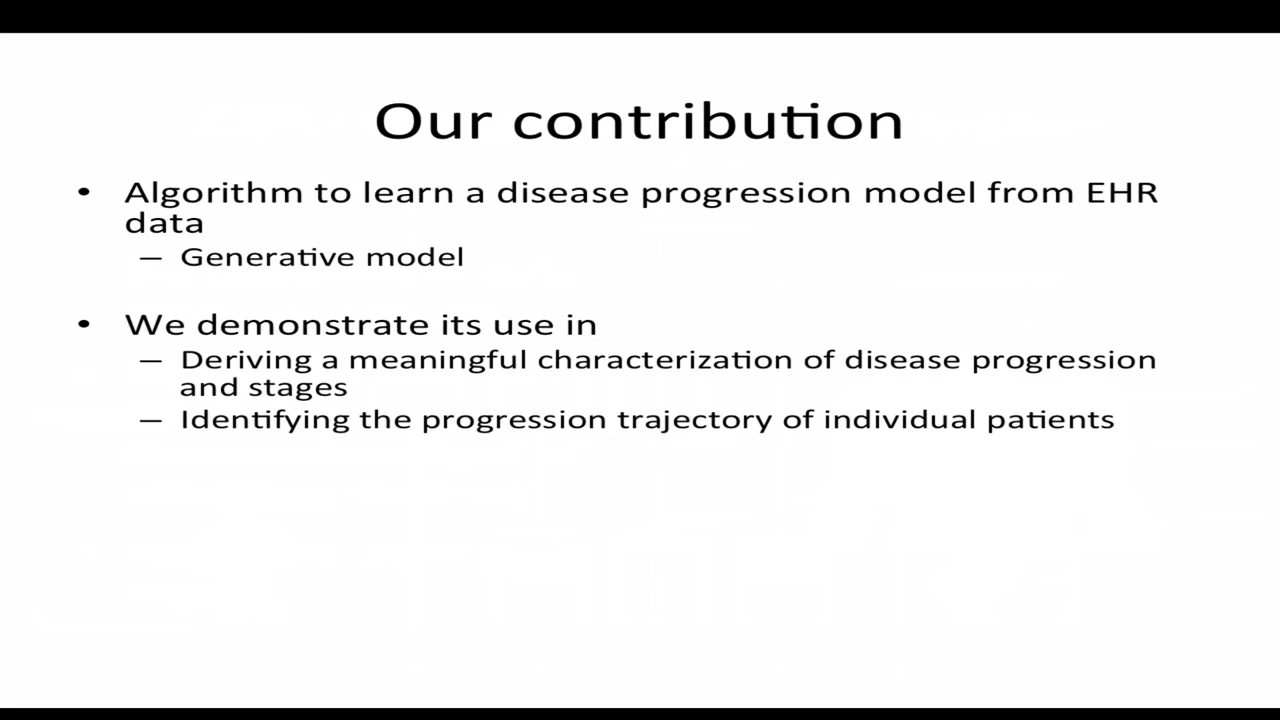 Our contribution
• Algorithm to learn a disease progression model from EHR
data
– Generative model
• We demonstrate its use in
– Deriving a meaningful characterization of disease progression
and stages
– Identifying the progression trajectory of individual patients